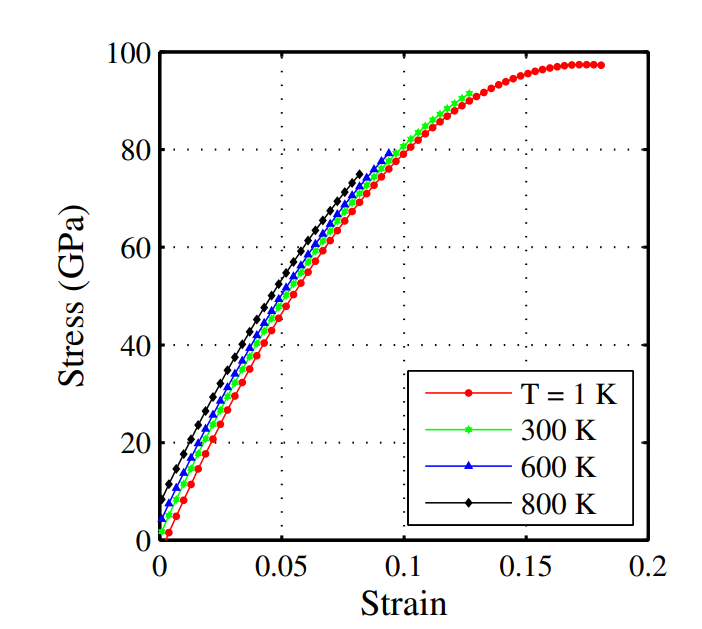 100
80
60
40
20
0
Stress (GPa)
0 0.05 0.1 0.15 0.2
Strain
T = 1 K
300 K
600 K
800 K